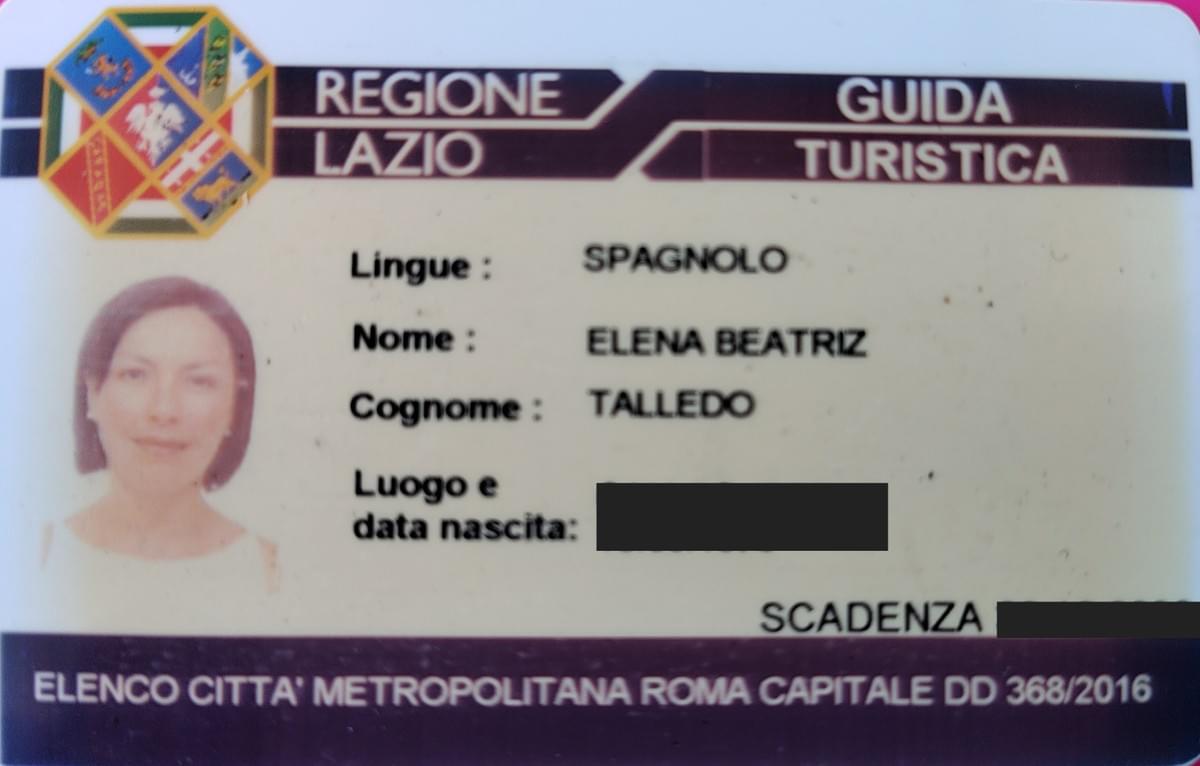 REGIONE
LAZIO
GUIDA
TURISTICA
Lingue : SPAGNOLO
Nome : ELENA BEATRIZ
Cognome : TALLEDO
Luogo e
data nascita:
SCADENZA
ELENCO CITTA' METROPOLITANA ROMA CAPITALE DD 368/2016